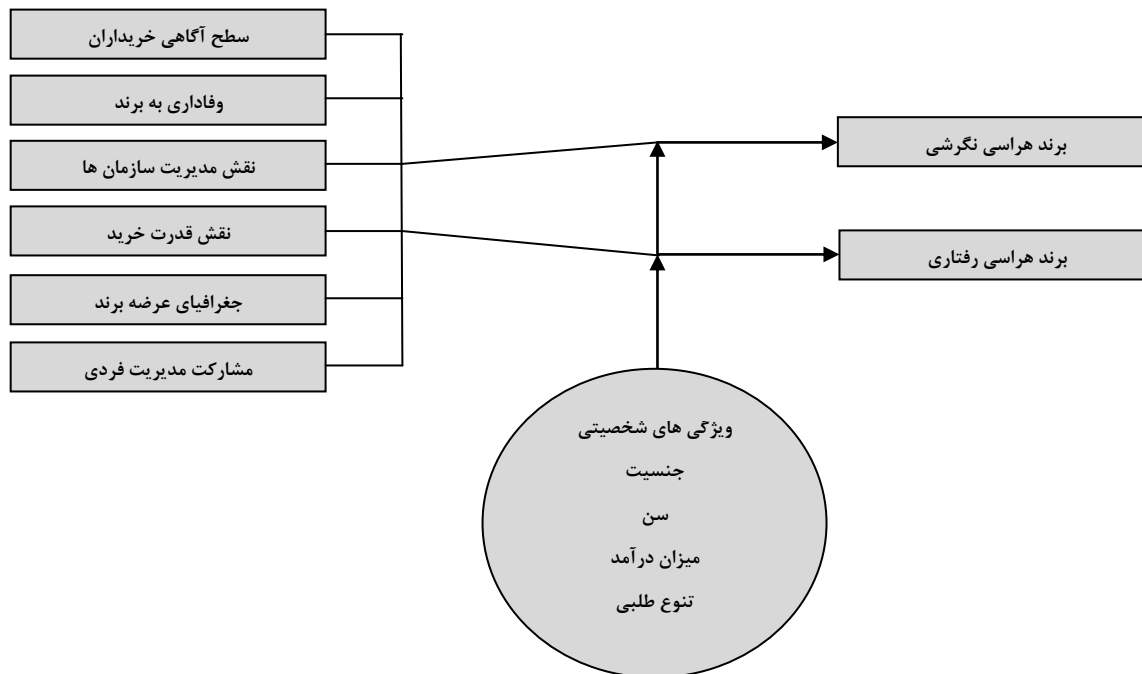 سطح آگاهی خریداران
وفاداری به برند
نقش مدیریت سازمان ها
نقش قدرت خرید
جغرافیای عرضه برند
مشارکت مدیریت فردی
برند هراسی نگرشی
برند هراسی رفتاری
ویژگی های شخصیتی
جنسیت
سن
میزان درآمد
تنوع طلبی